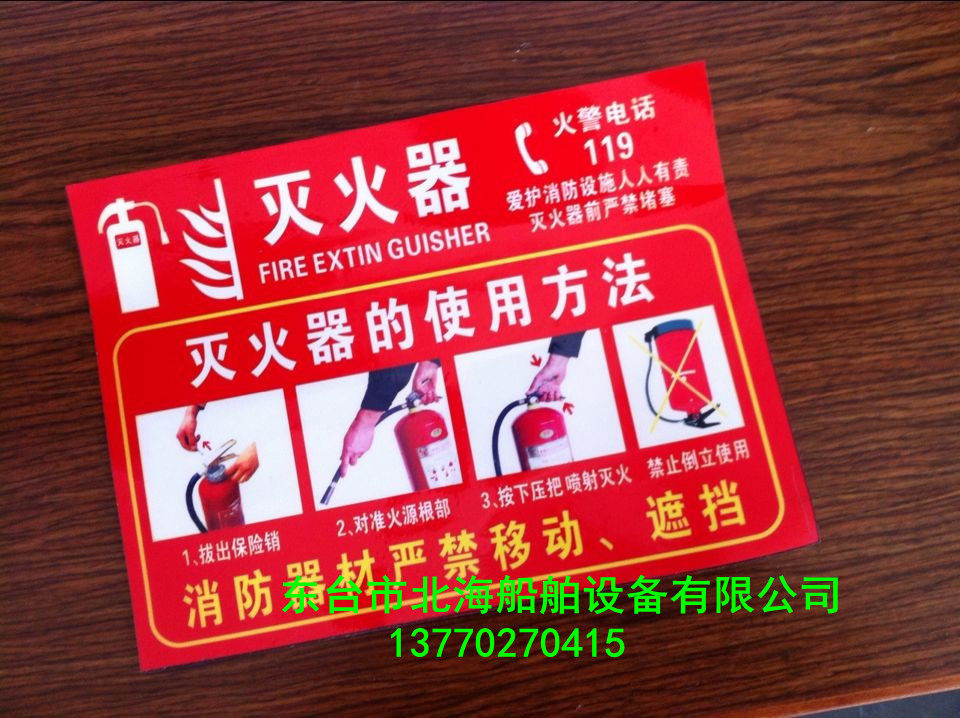 灭火器
灭火器
FIRE EXTIN GUISHER
火警电话
119
爱护消防设施人人有责
灭火器前严禁堵塞
灭火器的使用方法
1、拔出保险销
2、对准火源根部
3、按下压把 喷射灭火
禁止倒立使用
消防器材严禁移动、遮挡
东台市北海船舶设备有限公司
13770270415